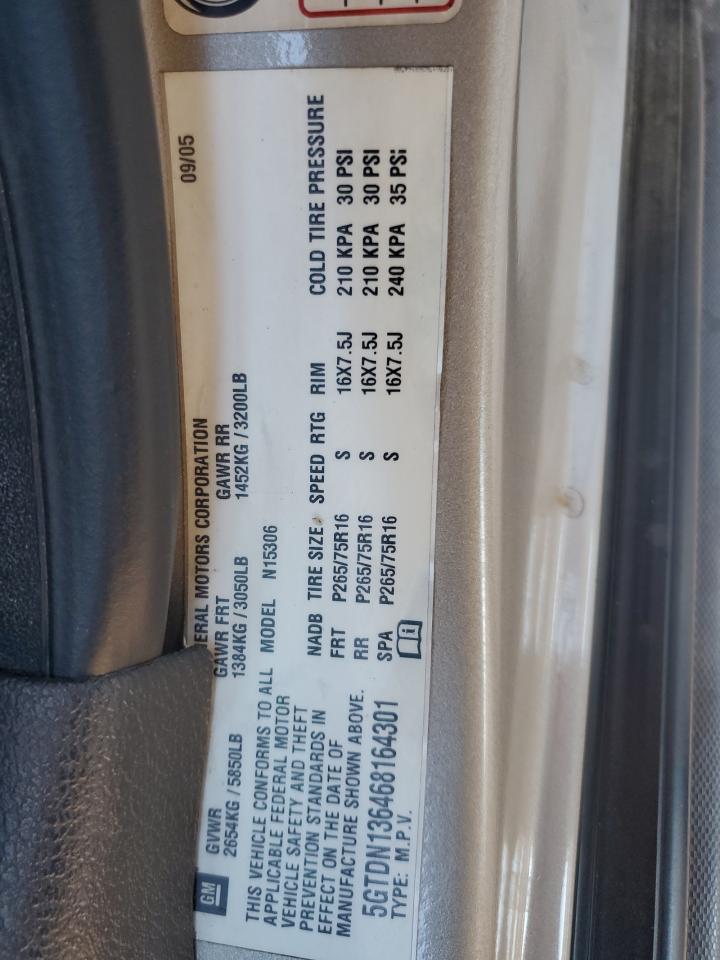 GM
ERAL MOTORS CORPORATION 09/05
GVWR GAWR FRT GAWR RR
2654KG / 5850LB 1384KG / 3050LB 1452KG / 3200LB
THIS VEHICLE CONFORMS TO ALL MODEL N15306
APPLICABLE FEDERAL MOTOR
VEHICLE SAFETY AND THEFT
PREVENTION STANDARDS IN
EFFECT ON THE DATE OF
MANUFACTURE SHOWN ABOVE.
NADB TIRE SIZE SPEED RTG RIM COLD TIRE PRESSURE
FRT P265/75R16 S 16X7.5J 210 KPA 30 PSI
RR P265/75R16 S 16X7.5J 210 KPA 30 PSI
SPA P265/75R16 S 16X7.5J 240 KPA 35 PSi
5GTDN136468164301
TYPE: M.P.V.